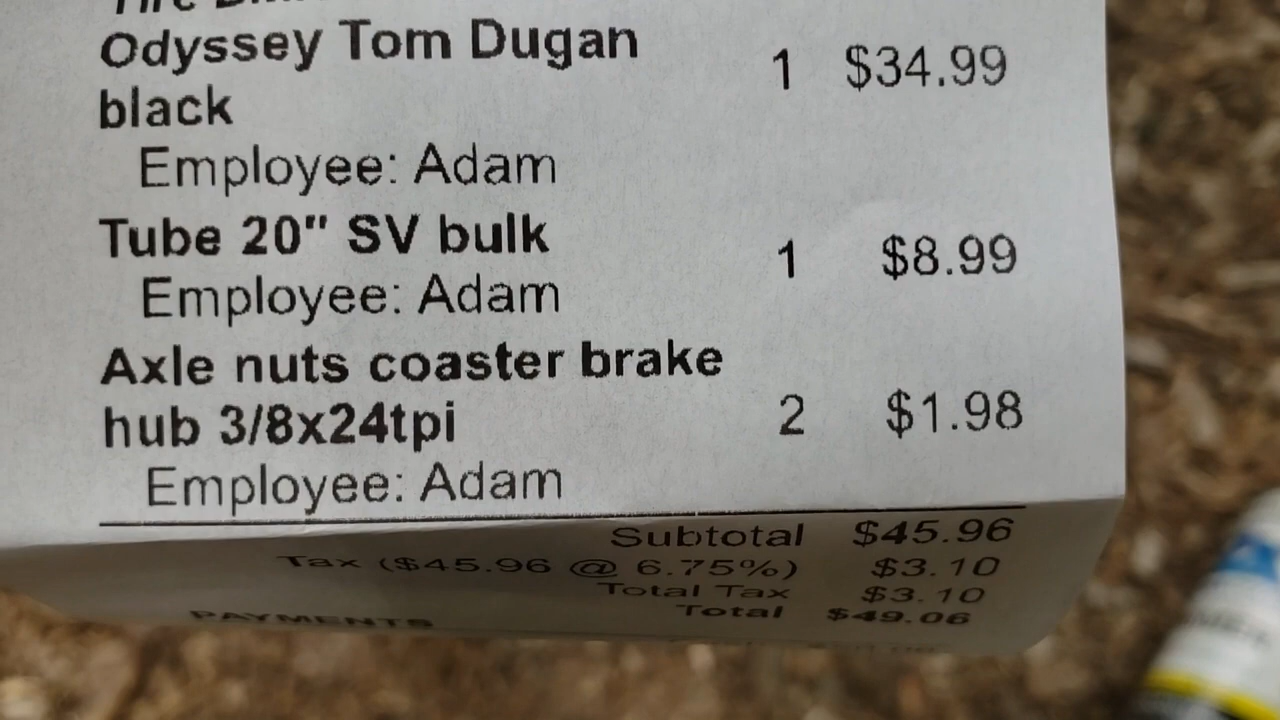 Odyssey Tom Dugan 1 $34.99
black
Employee: Adam
Tube 20" SV bulk 1 $8.99
Employee: Adam
Axle nuts coaster brake
hub 3/8x24tpi 2 $1.98
Employee: Adam
Subtotal $45.96
Tax ($45.96 @ 6.75%) $3.10
Total Tax $3.10
Total $49.06
PAYMENTS